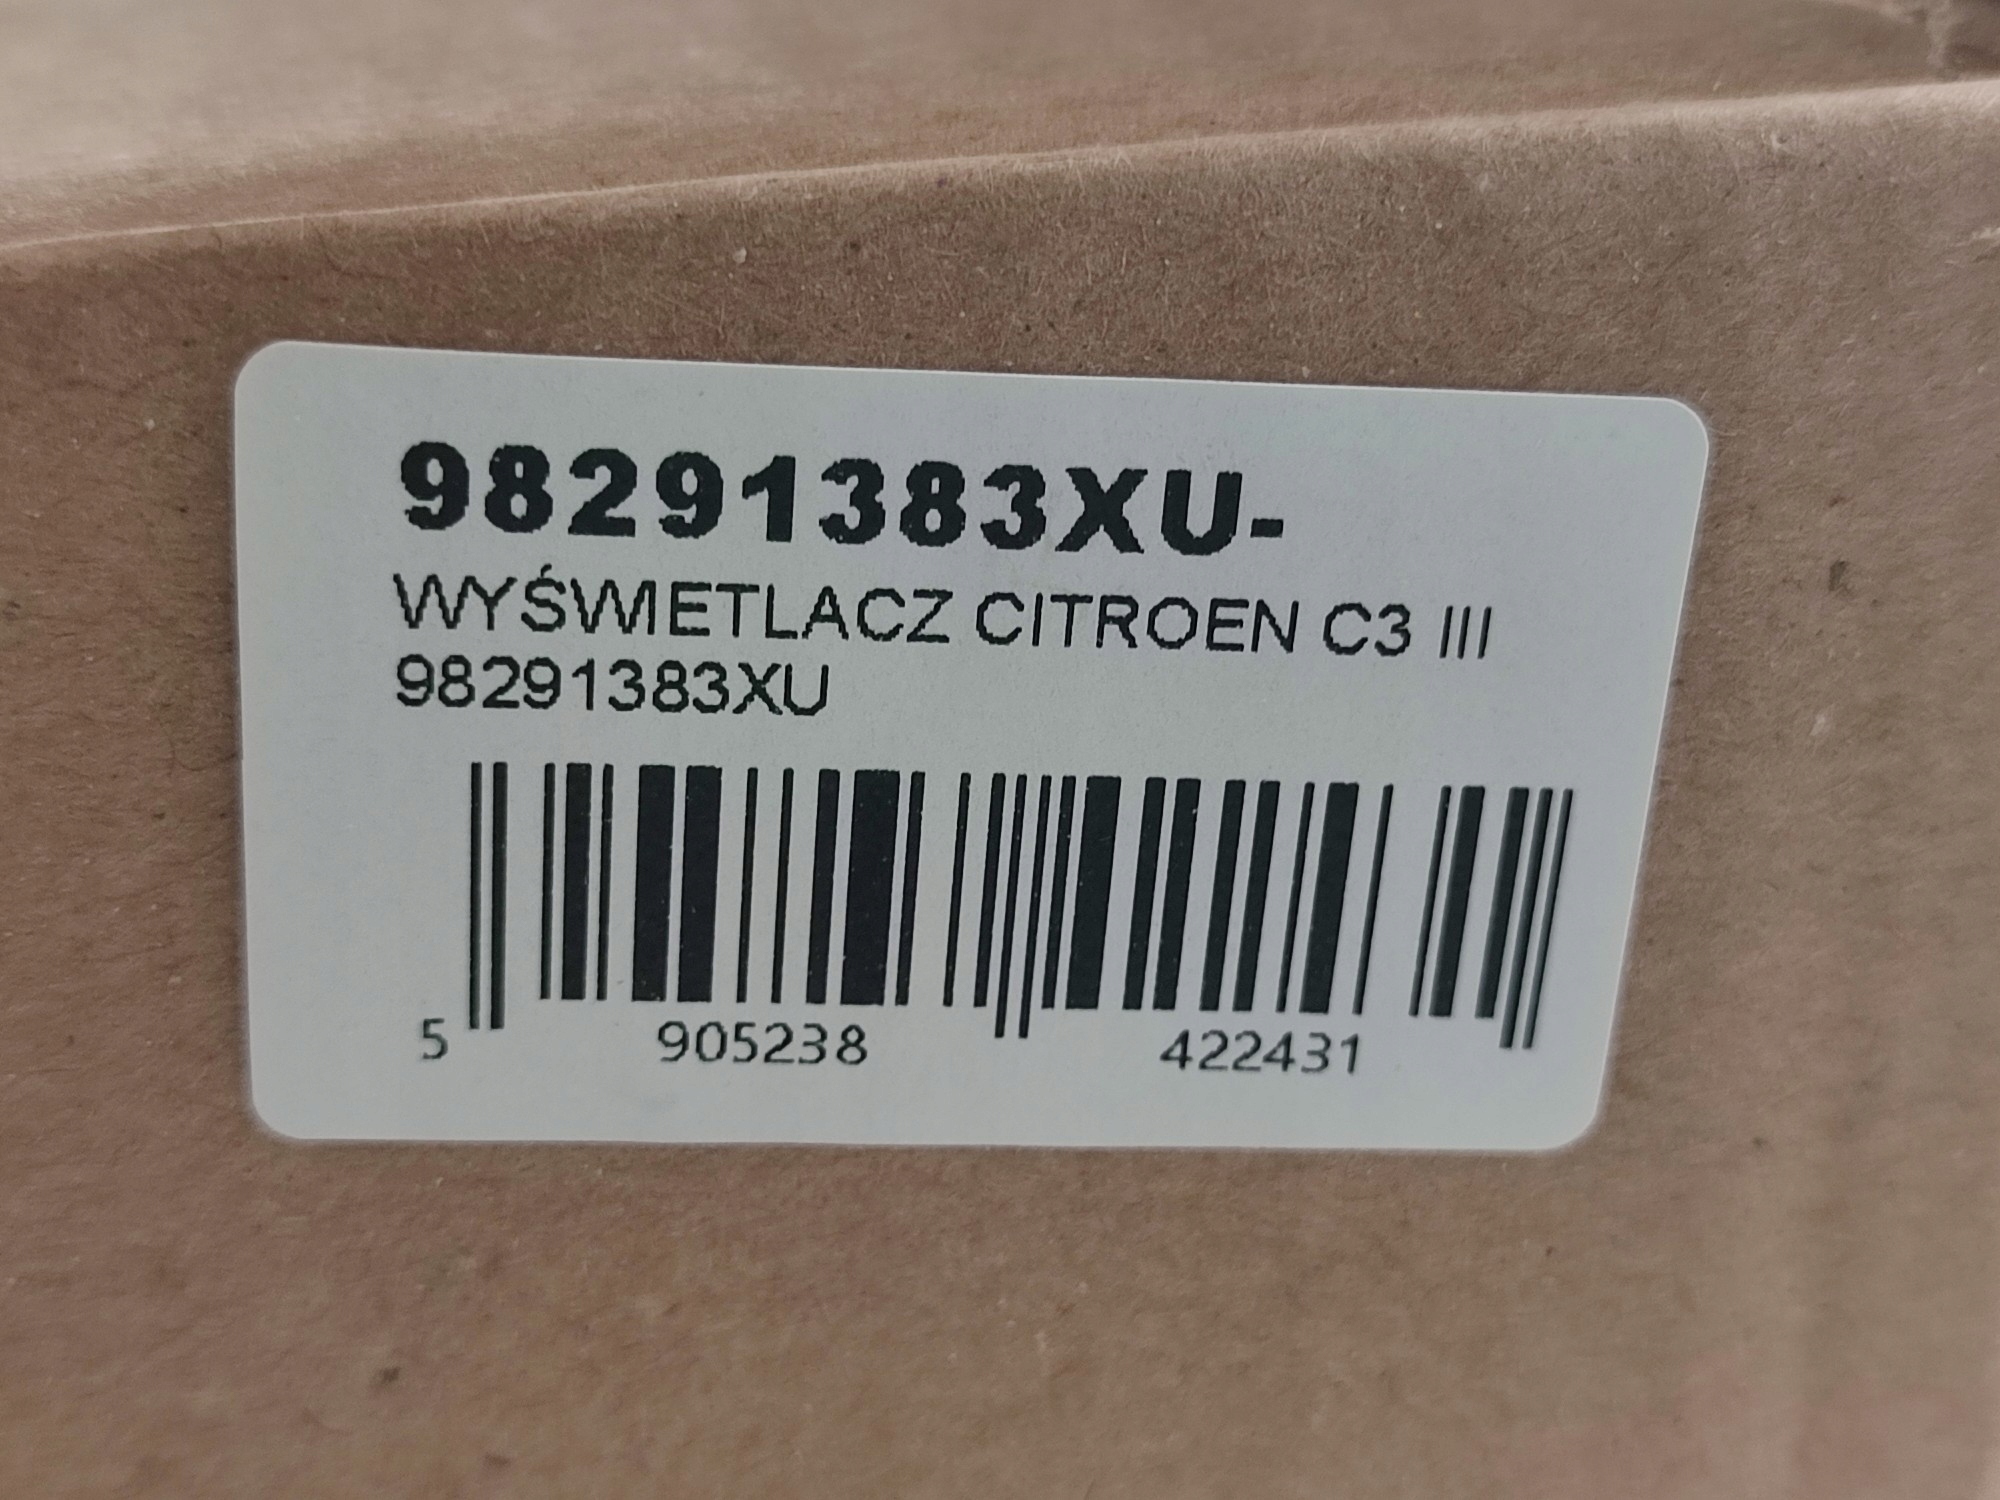 98291383XU-
WYŚWIETLACZ CITROEN C3 III
98291383XU
5 905238 422431